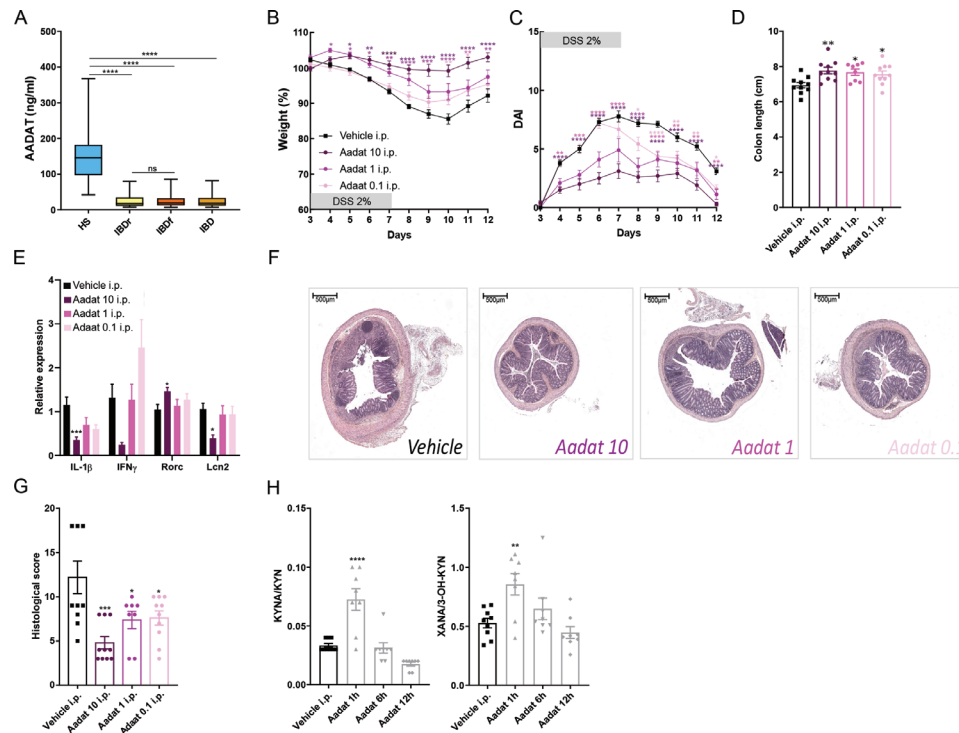 A
AADAT (ng/ml)
400
300
200
100
0
****
****
****
ns
HS
IBDr
IBDf
IBD
B
Weight (%)
110
100
90
80
70
60
Vehicle i.p.
Aadat 10 i.p.
Aadat 1 i.p.
Adaat 0.1 i.p.
DSS 2%
3 4 5 6 7 8 9 10 11 12
Days
C
DSS 2%
DAI
15
10
5
0
3 4 5 6 7 8 9 10 11 12
Days
D
Colon length (cm)
10
8
6
4
2
0
**
*
*
Vehicle i.p.
Aadat 10 i.p.
Aadat 1 i.p.
Adaat 0.1 i.p.
E
Relative expression
4
3
2
1
0
Vehicle i.p.
Aadat 10 i.p.
Aadat 1 i.p.
Adaat 0.1 i.p.
***
*
*
IL-1β
IFNγ
Rorc
Lcn2
F
500µm
500µm
500µm
500µm
Vehicle
Aadat 10
Aadat 1
Aadat 0.1
G
Histological score
20
15
10
5
0
***
*
*
Vehicle i.p.
Aadat 10 i.p.
Aadat 1 i.p.
Adaat 0.1 i.p.
H
KYNA/KYN
0.15
0.10
0.05
0.00
****
Vehicle i.p.
Aadat 1h
Aadat 6h
Aadat 12h
XANA/3-OH-KYN
1.5
1.0
0.5
0.0
**
Vehicle i.p.
Aadat 1h
Aadat 6h
Aadat 12h